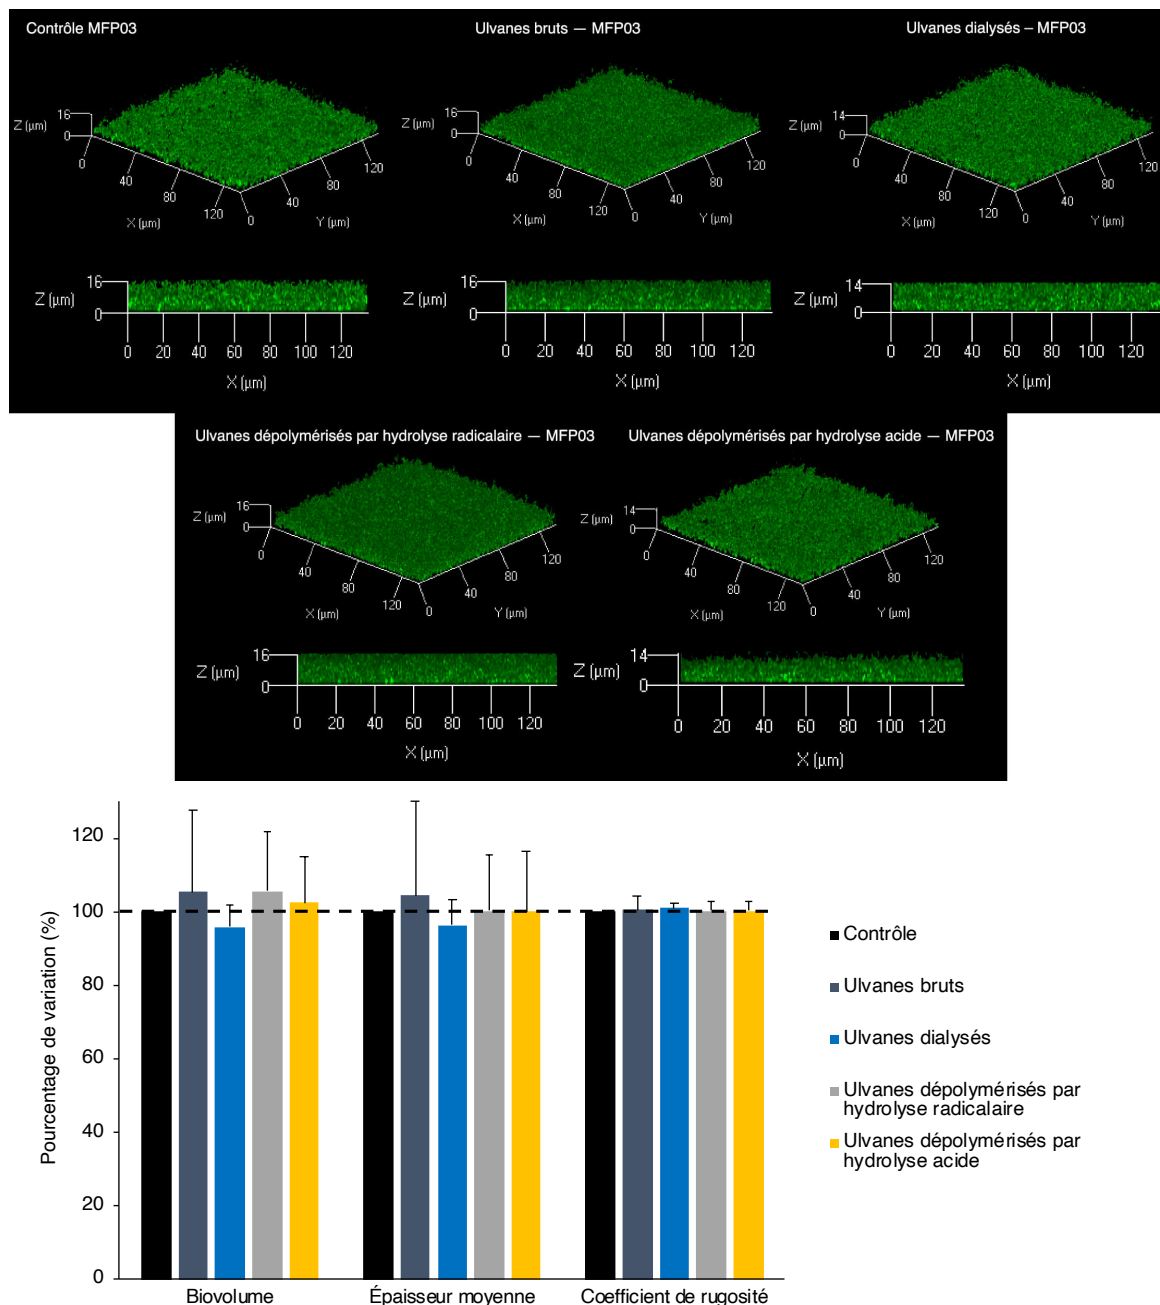 Contrôle MFP03
Ulvanes bruts — MFP03
Ulvanes dialysés – MFP03
16
Z (µm)
0
0
40
80
120
X (µm)
0
40
80
120
Y (µm)
16
Z (µm)
0
0
40
80
120
X (µm)
0
40
80
120
Y (µm)
14
Z (µm)
0
0
40
80
120
X (µm)
0
40
80
120
Y (µm)
16
Z (µm)
0
0 20 40 60 80 100 120
X (µm)
16
Z (µm)
0
0 20 40 60 80 100 120
X (µm)
14
Z (µm)
0
0 20 40 60 80 100 120
X (µm)
Ulvanes dépolymérisés par hydrolyse radicalaire — MFP03
Ulvanes dépolymérisés par hydrolyse acide — MFP03
16
Z (µm)
0
0
40
80
120
X (µm)
0
40
80
120
Y (µm)
14
Z (µm)
0
0
40
80
120
X (µm)
0
40
80
120
Y (µm)
16
Z (µm)
0
0 20 40 60 80 100 120
X (µm)
14
Z (µm)
0
0 20 40 60 80 100 120
X (µm)
Pourcentage de variation (%)
120
100
80
60
40
20
0
Biovolume
Épaisseur moyenne
Coefficient de rugosité
Contrôle
Ulvanes bruts
Ulvanes dialysés
Ulvanes dépolymérisés par
hydrolyse radicalaire
Ulvanes dépolymérisés par
hydrolyse acide